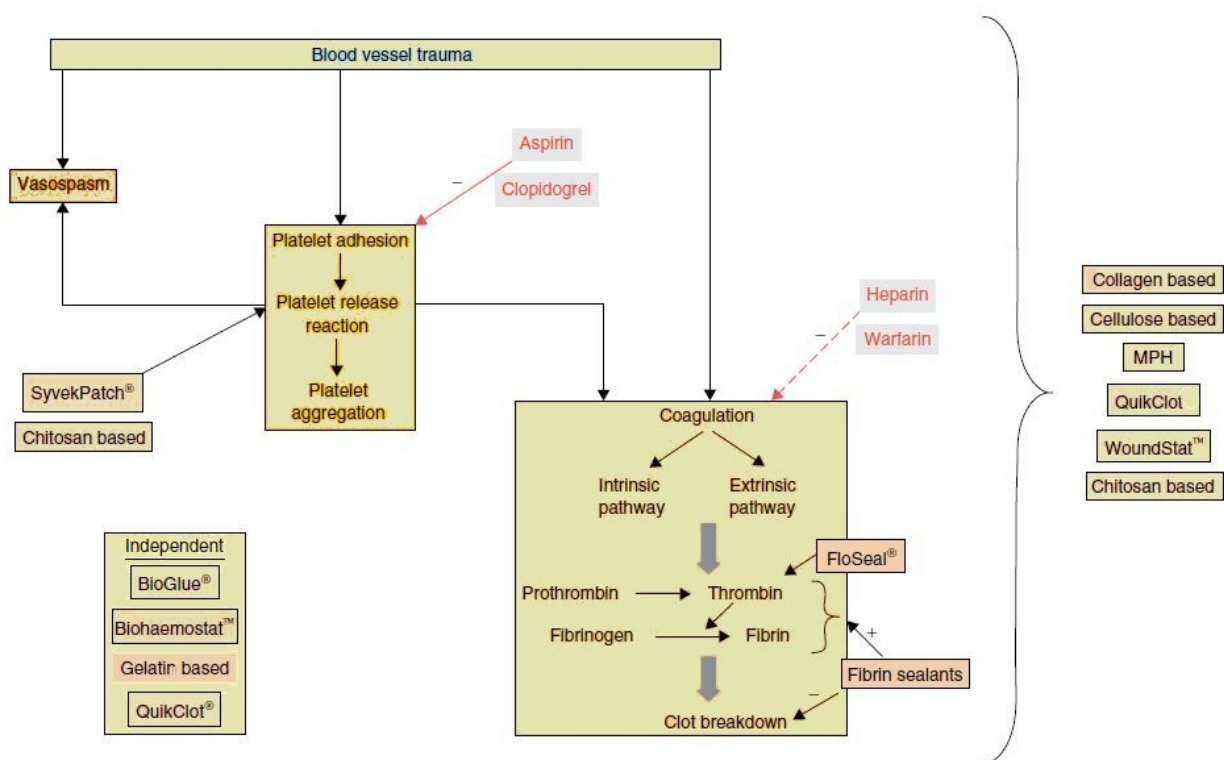 Blood vessel trauma
Aspirin
Clopidogrel
Vasospasm
Platelet adhesion
Platelet release
reaction
Platelet
aggregation
SyvekPatch®
Chitosan based
Heparin
Warfarin
Coagulation
Intrinsic
pathway
Extrinsic
pathway
FloSeal®
Prothrombin
Thrombin
Fibrinogen
Fibrin
+
Fibrin sealants
Clot breakdown
Independent
BioGlue®
Biohaemostat™
Gelatin based
QuikClot®
Collagen based
Cellulose based
MPH
QuikClot
WoundStat™
Chitosan based